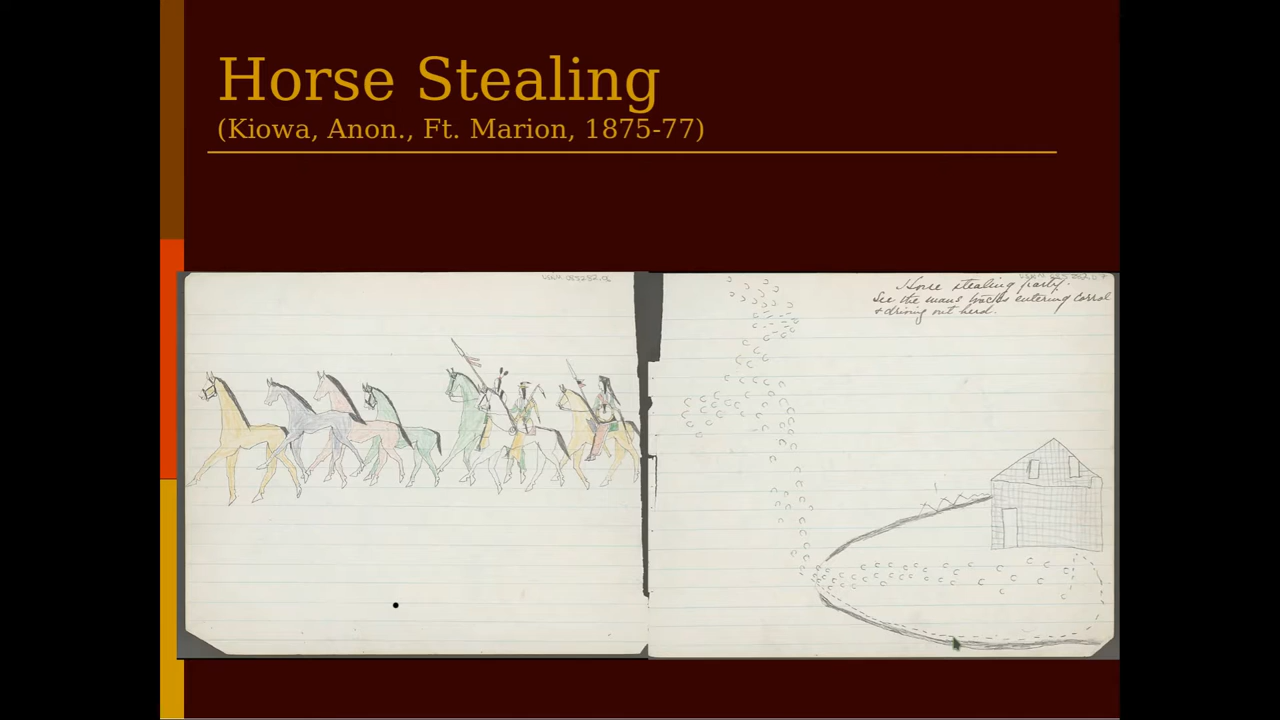 Horse Stealing
(Kiowa, Anon., Ft. Marion, 1875-77)
Horse stealing party.
See the mans tracks entering Corral
& driving out herd.